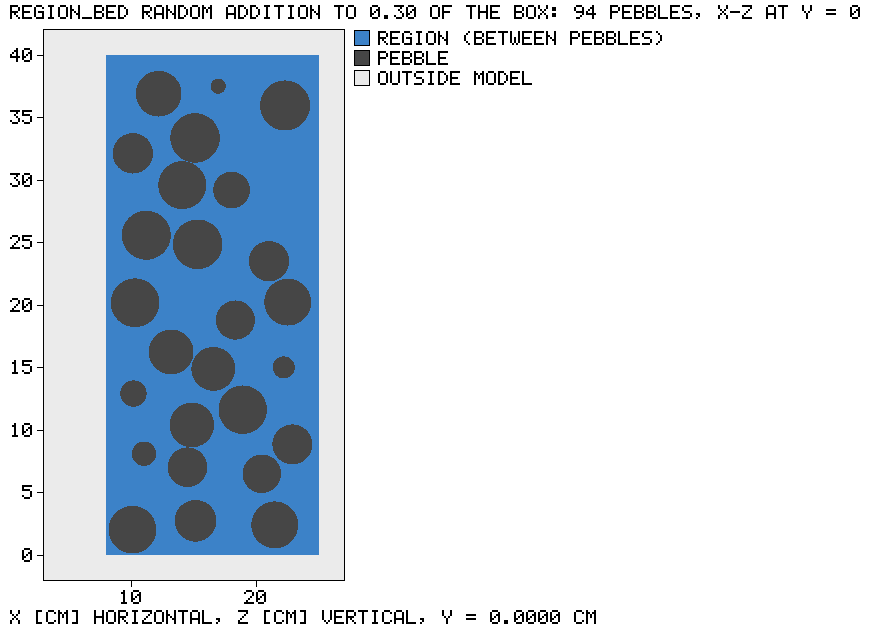 REGION_BED RANDOM ADDITION TO 0.30 OF THE BOX: 94 PEBBLES, X-Z AT Y = 0
REGION (BETWEEN PEBBLES)
PEBBLE
OUTSIDE MODEL
40
35
30
25
20
15
10
5
0
10 20
X [CM] HORIZONTAL, Z [CM] VERTICAL, Y = 0.0000 CM